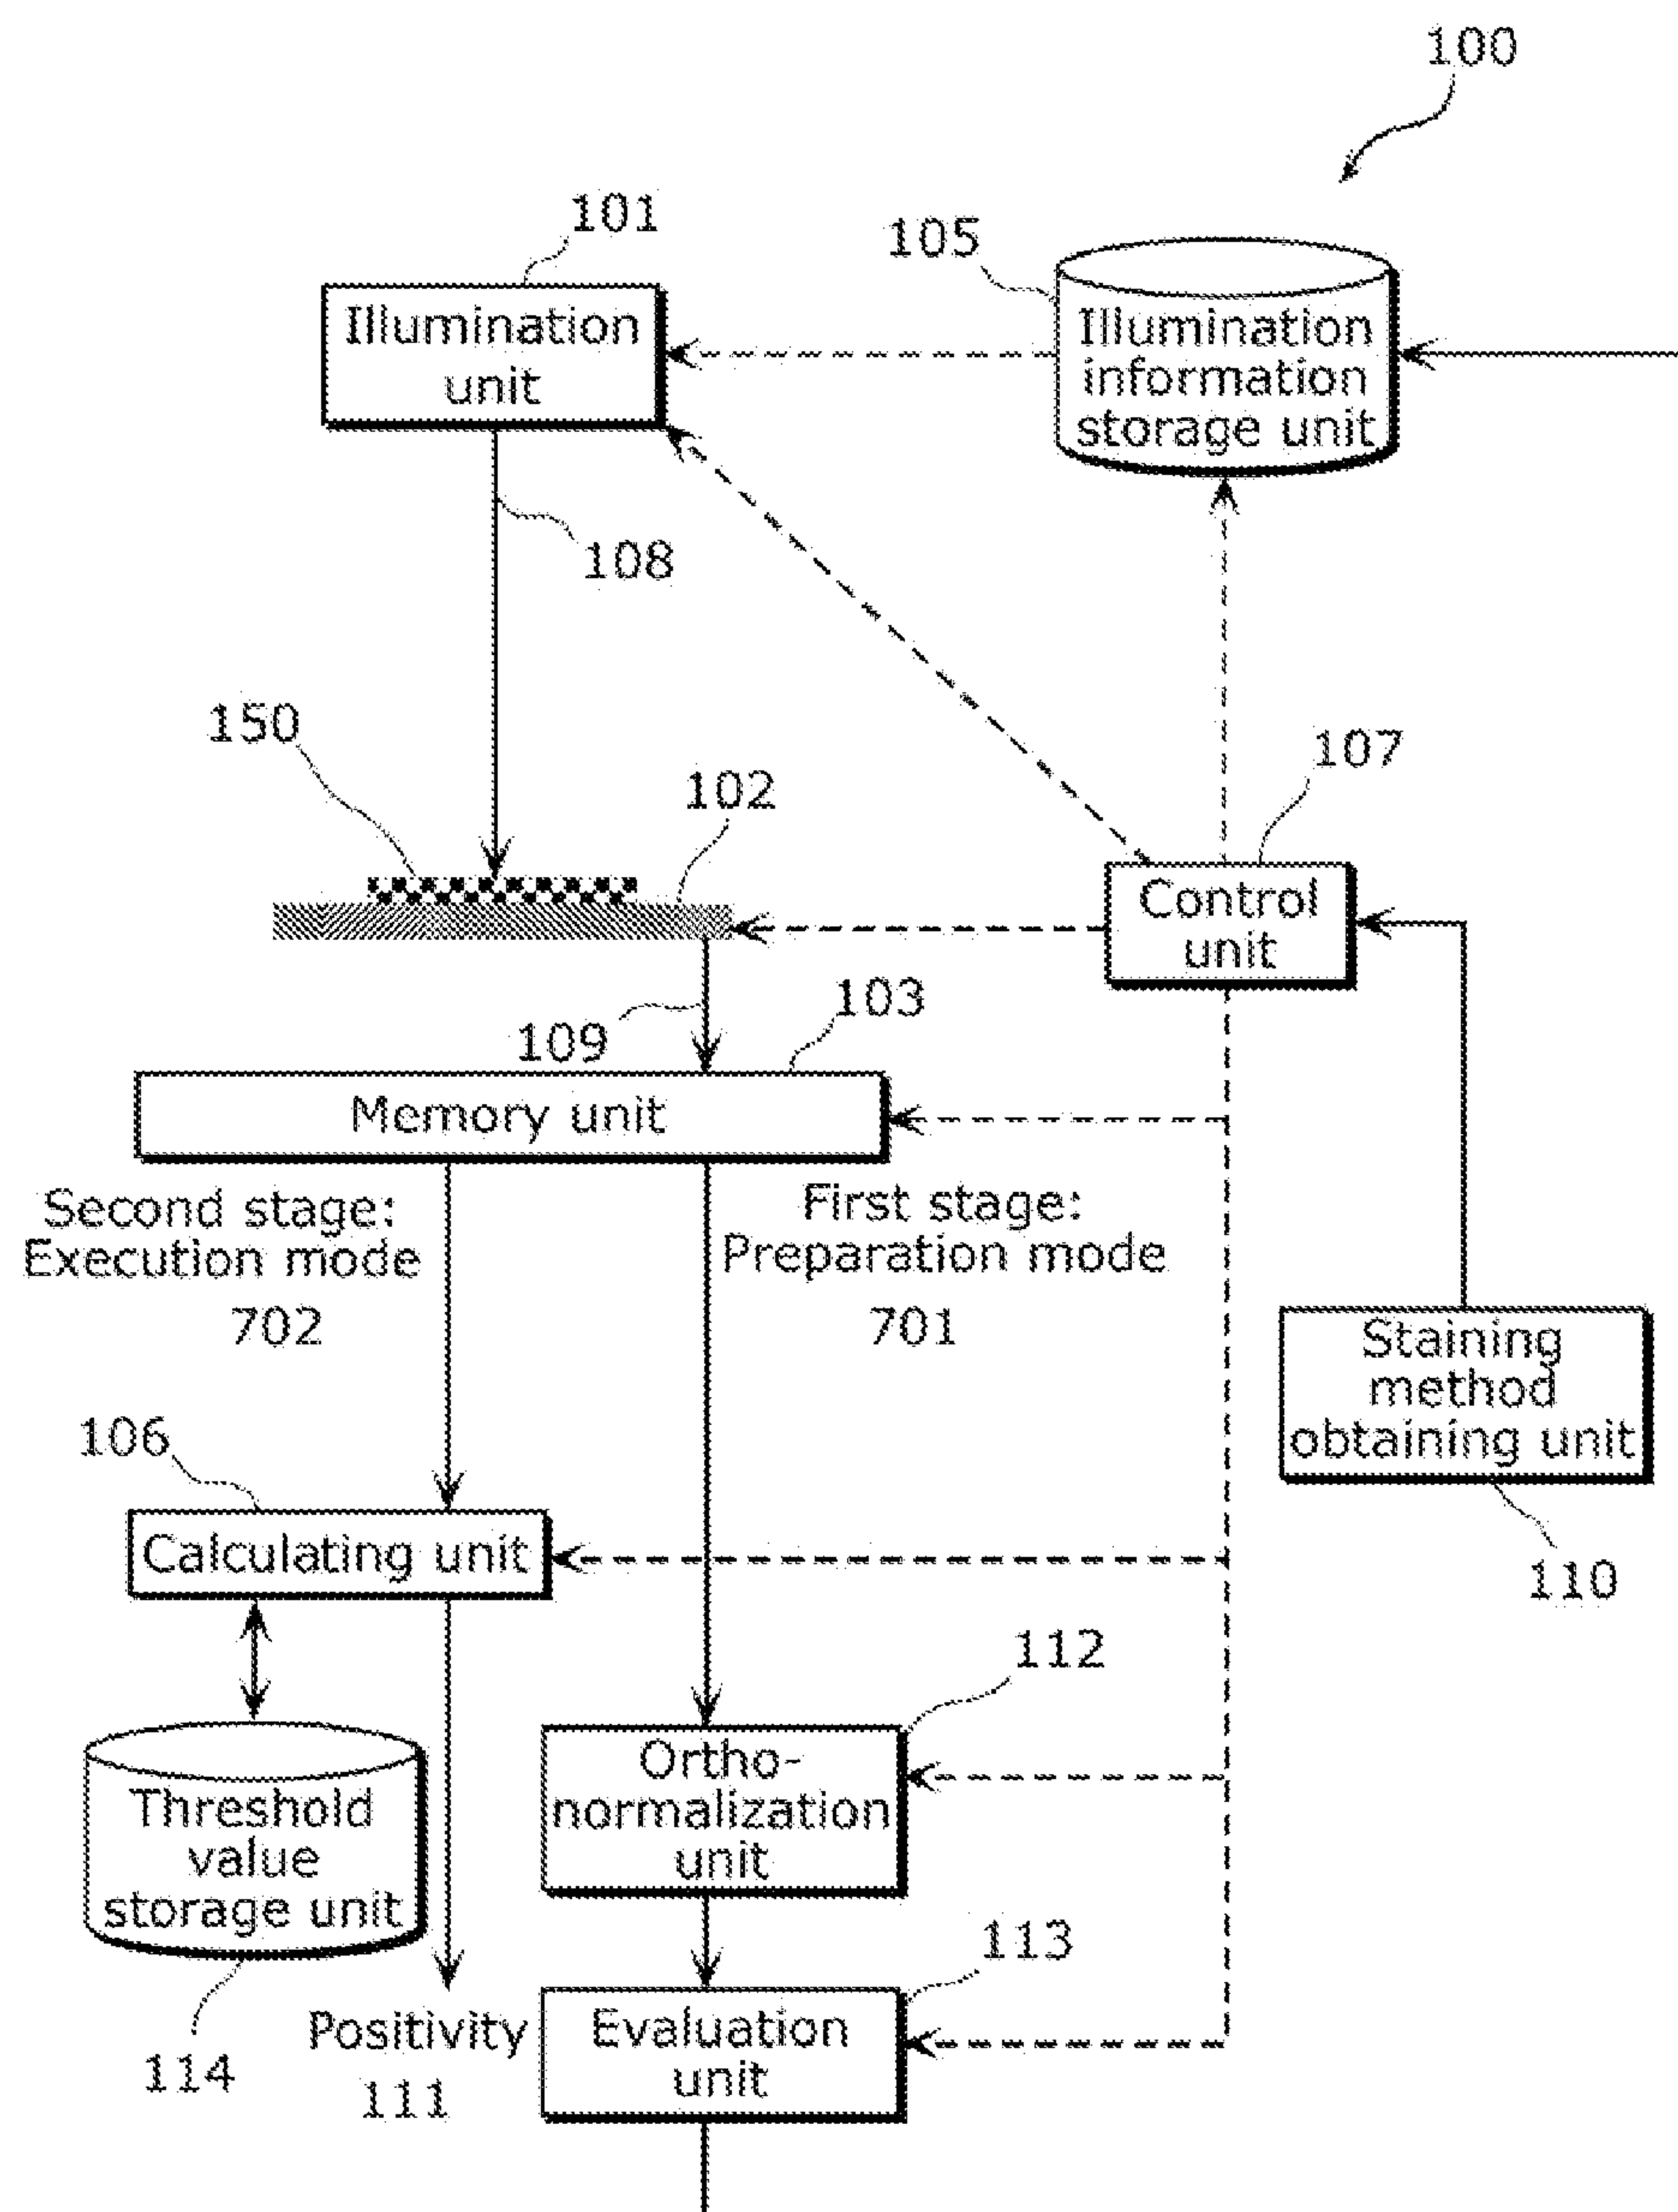 100
101
105
Illumination
unit
Illumination
information
storage unit
108
150
102
107
Control
unit
109
103
Memory unit
Second stage:
Execution mode
702
First stage:
Preparation mode
701
Staining
method
obtaining unit
110
106
Calculating unit
112
Ortho-
normalization
unit
Threshold
value
storage unit
114
Positivity
111
113
Evaluation
unit